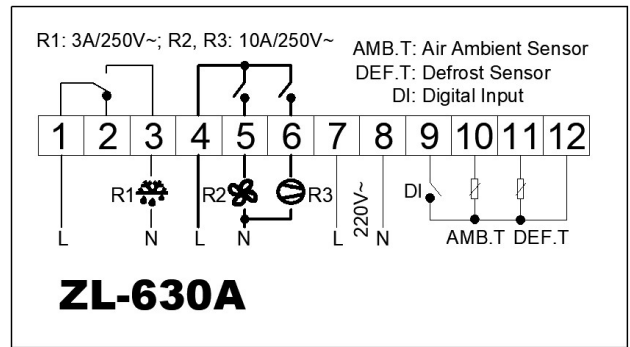 R1: 3A/250V~; R2, R3: 10A/250V~
AMB.T: Air Ambient Sensor
DEF.T: Defrost Sensor
DI: Digital Input
1 2 3 4 5 6 7 8 9 10 11 12
R1 R2 R3 220V~ DI
L N L N L N AMB.T DEF.T
ZL-630A